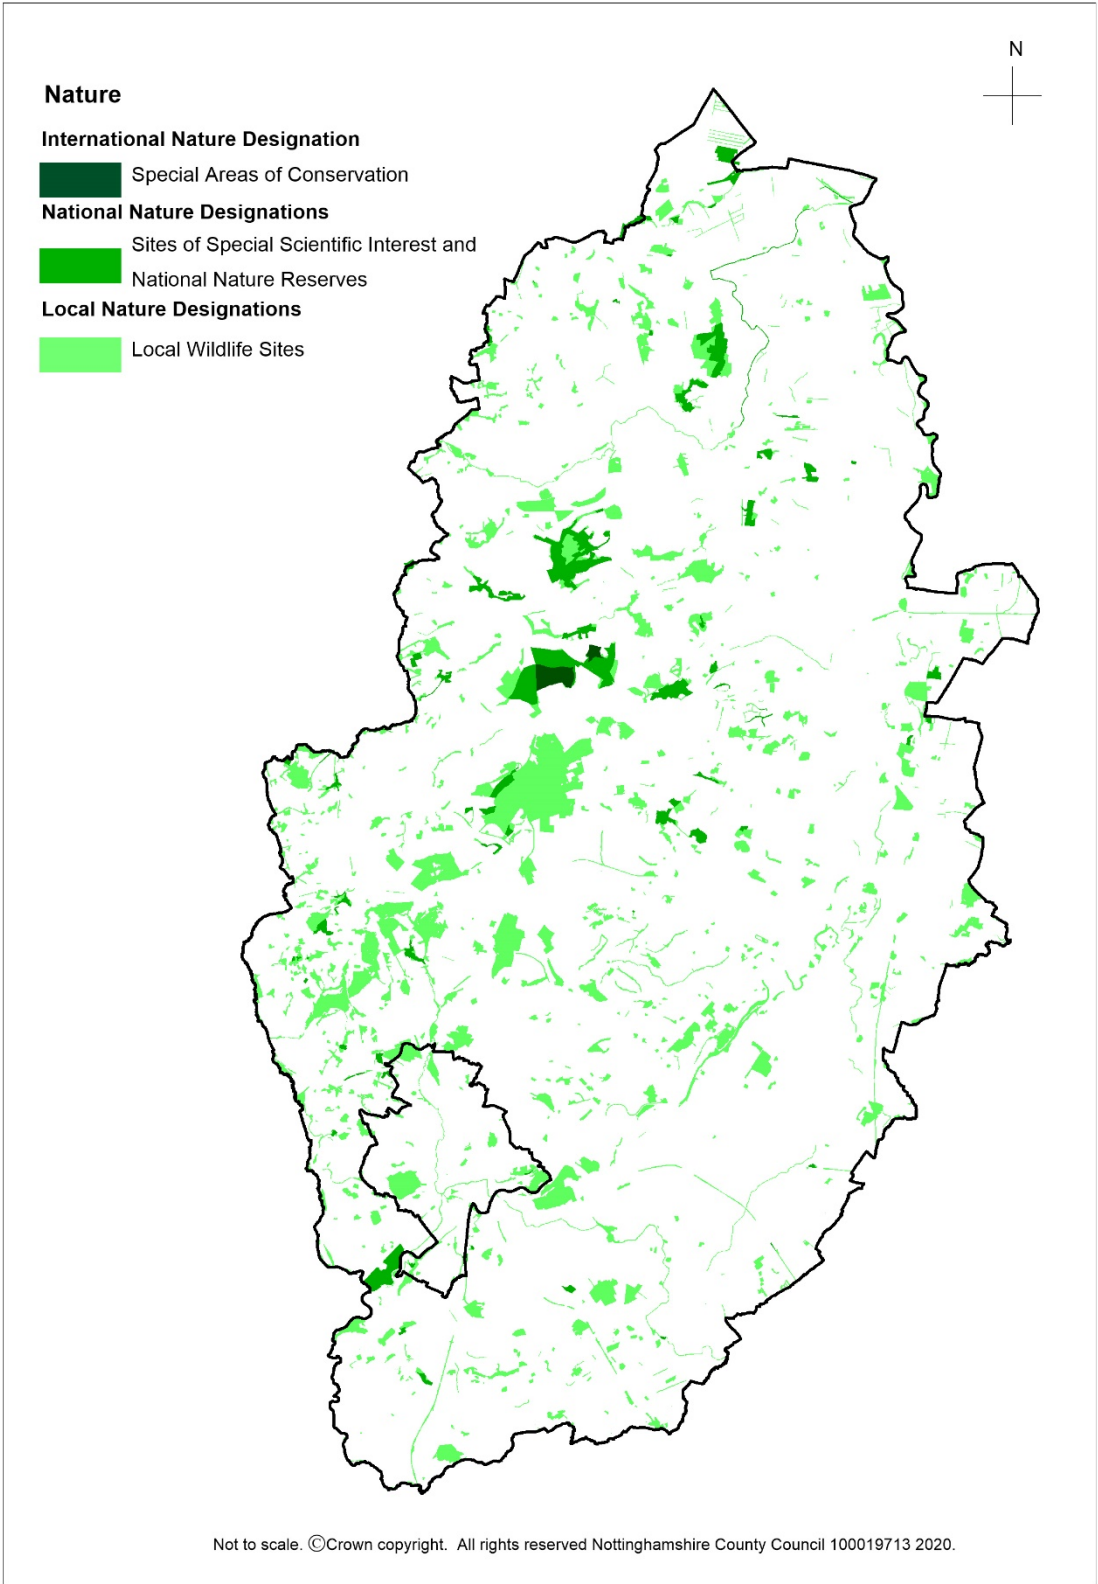 N
Nature
International Nature Designation
Special Areas of Conservation
National Nature Designations
Sites of Special Scientific Interest and
National Nature Reserves
Local Nature Designations
Local Wildlife Sites
Not to scale. ©Crown copyright. All rights reserved Nottinghamshire County Council 100019713 2020.